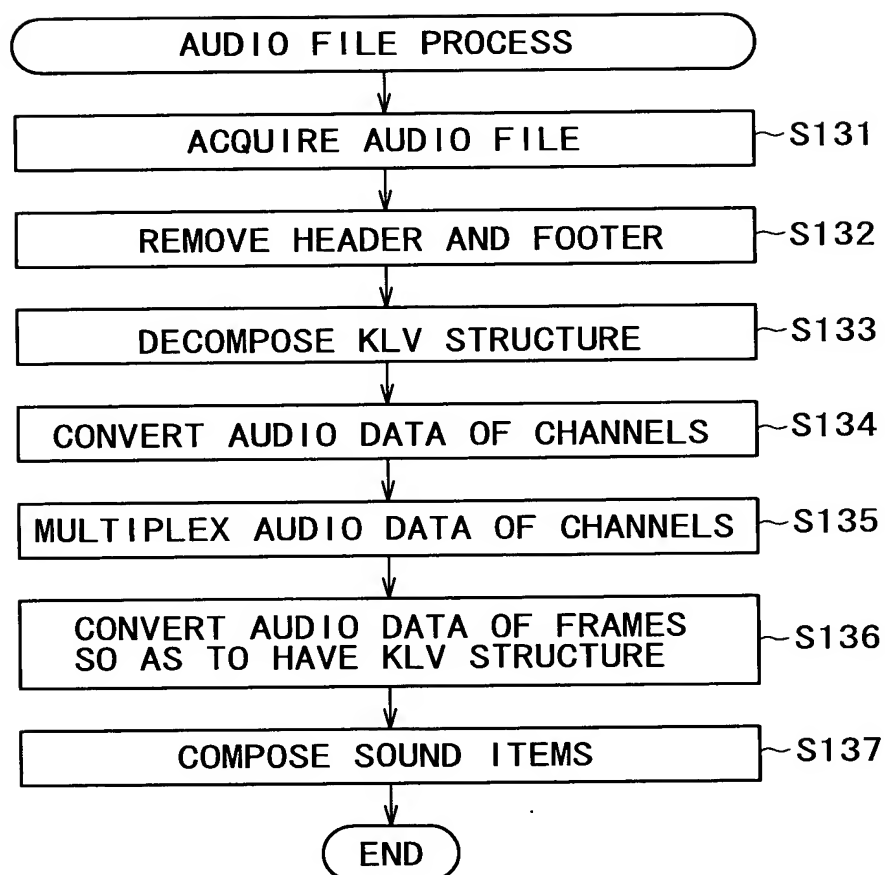 AUDIO FILE PROCESS
ACQUIRE AUDIO FILE
S131
REMOVE HEADER AND FOOTER
S132
DECOMPOSE KLV STRUCTURE
S133
CONVERT AUDIO DATA OF CHANNELS
S134
MULTIPLEX AUDIO DATA OF CHANNELS
S135
CONVERT AUDIO DATA OF FRAMES
SO AS TO HAVE KLV STRUCTURE
S136
COMPOSE SOUND ITEMS
S137
END